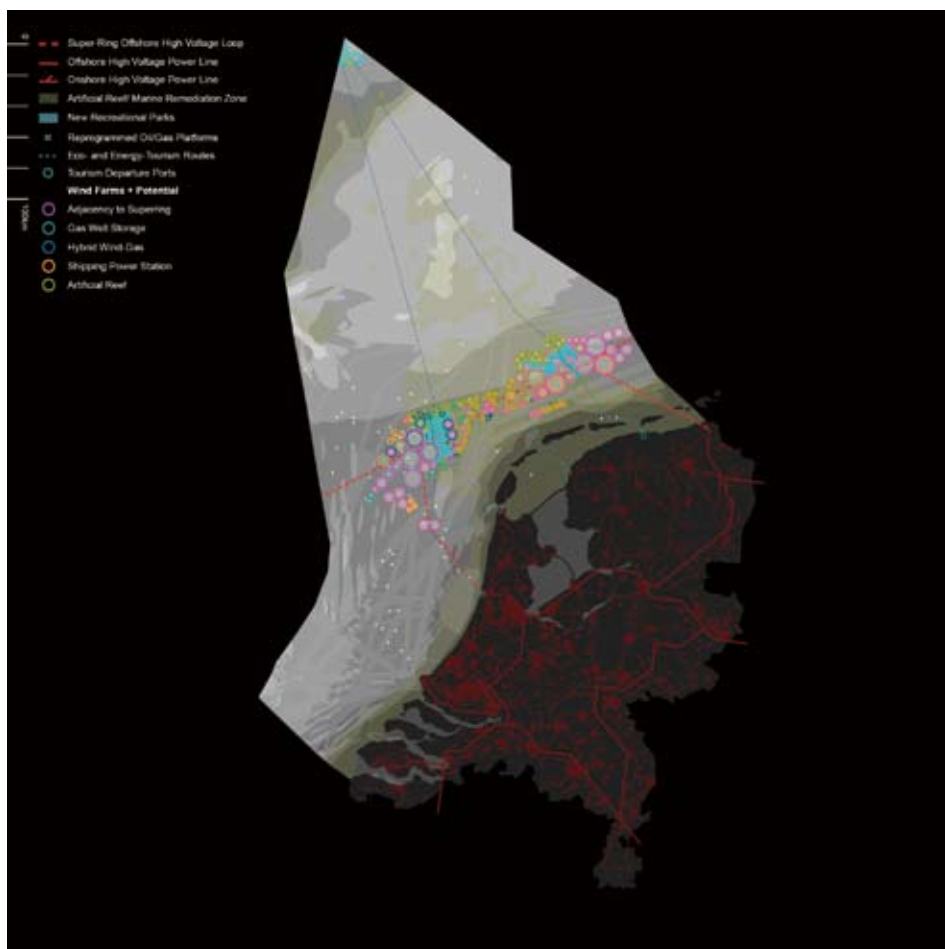 0
100km
Super-Ring Offshore High Voltage Loop
Offshore High Voltage Power Line
Onshore High Voltage Power Line
Artificial Reef/ Marine Remediation Zone
New Recreational Parks
Reprogrammed Oil/Gas Platforms
Eco- and Energy-Tourism Routes
Tourism Departure Ports
Wind Farms + Potential
Adjacency to Superring
Gas Well Storage
Hybrid Wind-Gas
Shipping Power Station
Artificial Reef